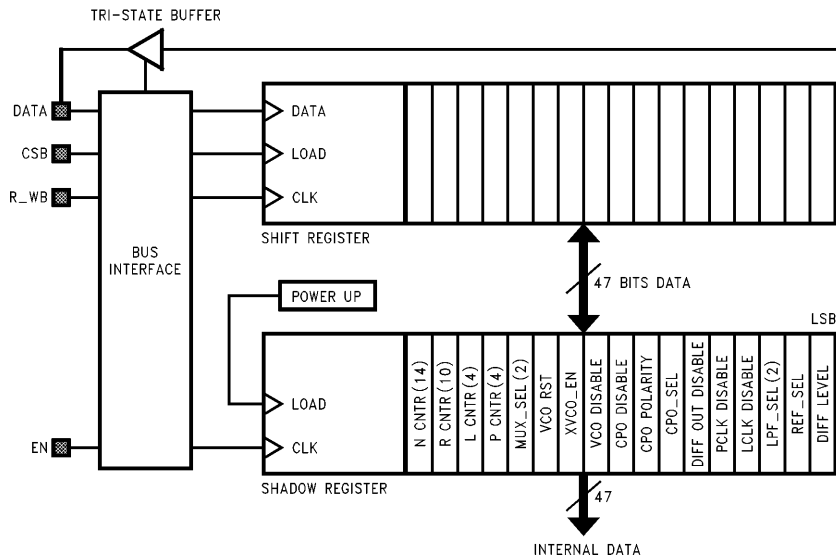 TRI-STATE BUFFER
DATA
CSB
R_WB
EN
BUS
INTERFACE
DATA
LOAD
CLK
SHIFT REGISTER
POWER UP
47 BITS DATA
LSB
LOAD
CLK
N CNTR(14)
R CNTR(10)
L CNTR(4)
P CNTR(4)
MUX_SEL(2)
VCO RST
XVCO_EN
VCO DISABLE
CPO DISABLE
CPO POLARITY
CPO_SEL
DIFF OUT DISABLE
PCLK DISABLE
LCLK DISABLE
LPF_SEL(2)
REF_SEL
DIFF LEVEL
SHADOW REGISTER
47
INTERNAL DATA